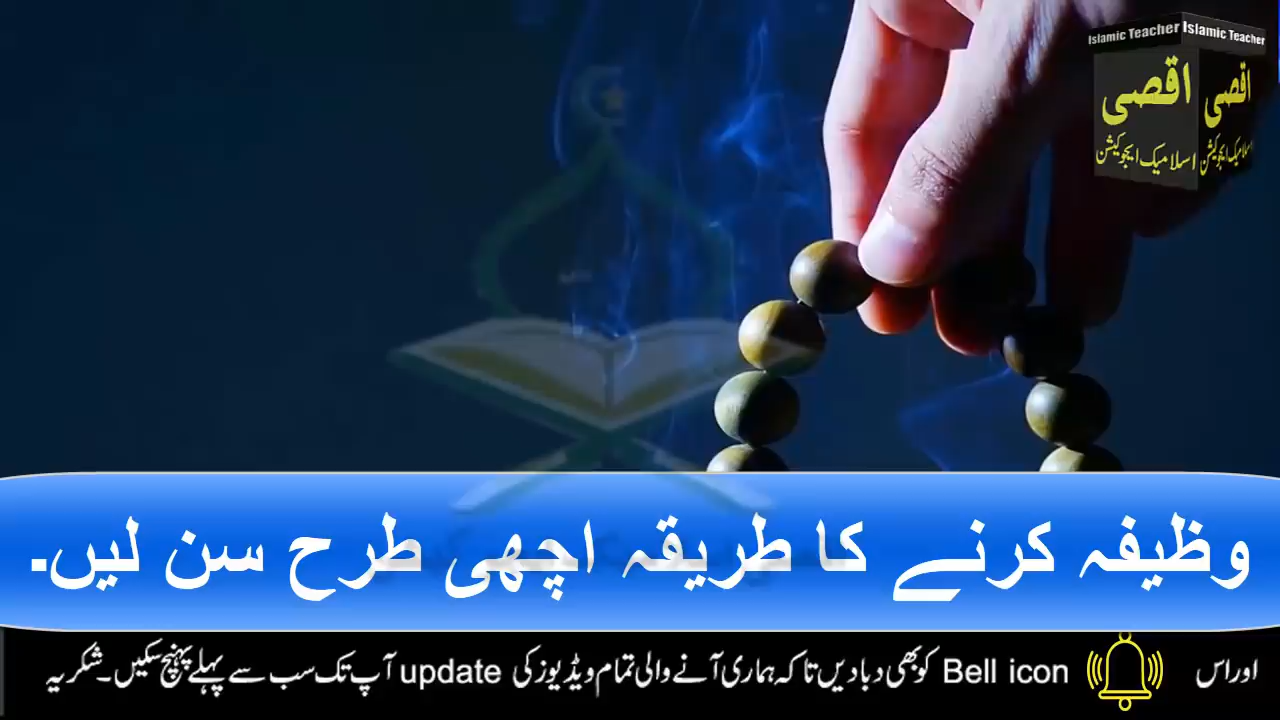 Islamic Teacher Islamic Teacher
اقصی اقصی
اسلامیک ایجوکیشن اسلامیک ایجوکیشن
وظیفہ کرنے کا طریقہ اچھی طرح سن لیں۔
اور اس Bell icon کو بھی دبا دیں تاکہ ہماری آنے والی تمام ویڈیوز کی update آپ تک سب سے پہلے پہنچ سکیں۔ شکریہ